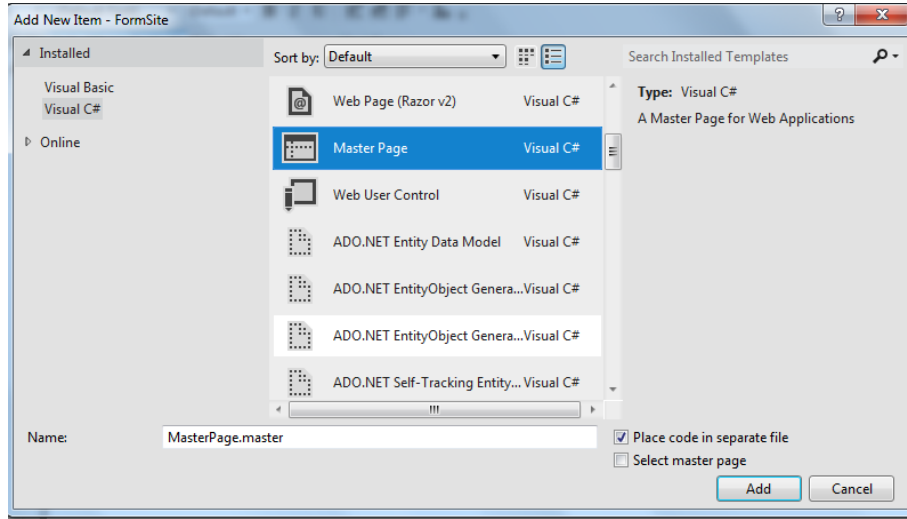 Add New Item - FormSite
Installed
Sort by: Default
Search Installed Templates
Visual Basic
Visual C#
Online
Web Page (Razor v2) Visual C#
Master Page Visual C#
Web User Control Visual C#
ADO.NET Entity Data Model Visual C#
ADO.NET EntityObject Genera...Visual C#
ADO.NET EntityObject Genera...Visual C#
ADO.NET Self-Tracking Entity... Visual C#
Type: Visual C#
A Master Page for Web Applications
Name: MasterPage.master
Place code in separate file
Select master page
Add Cancel